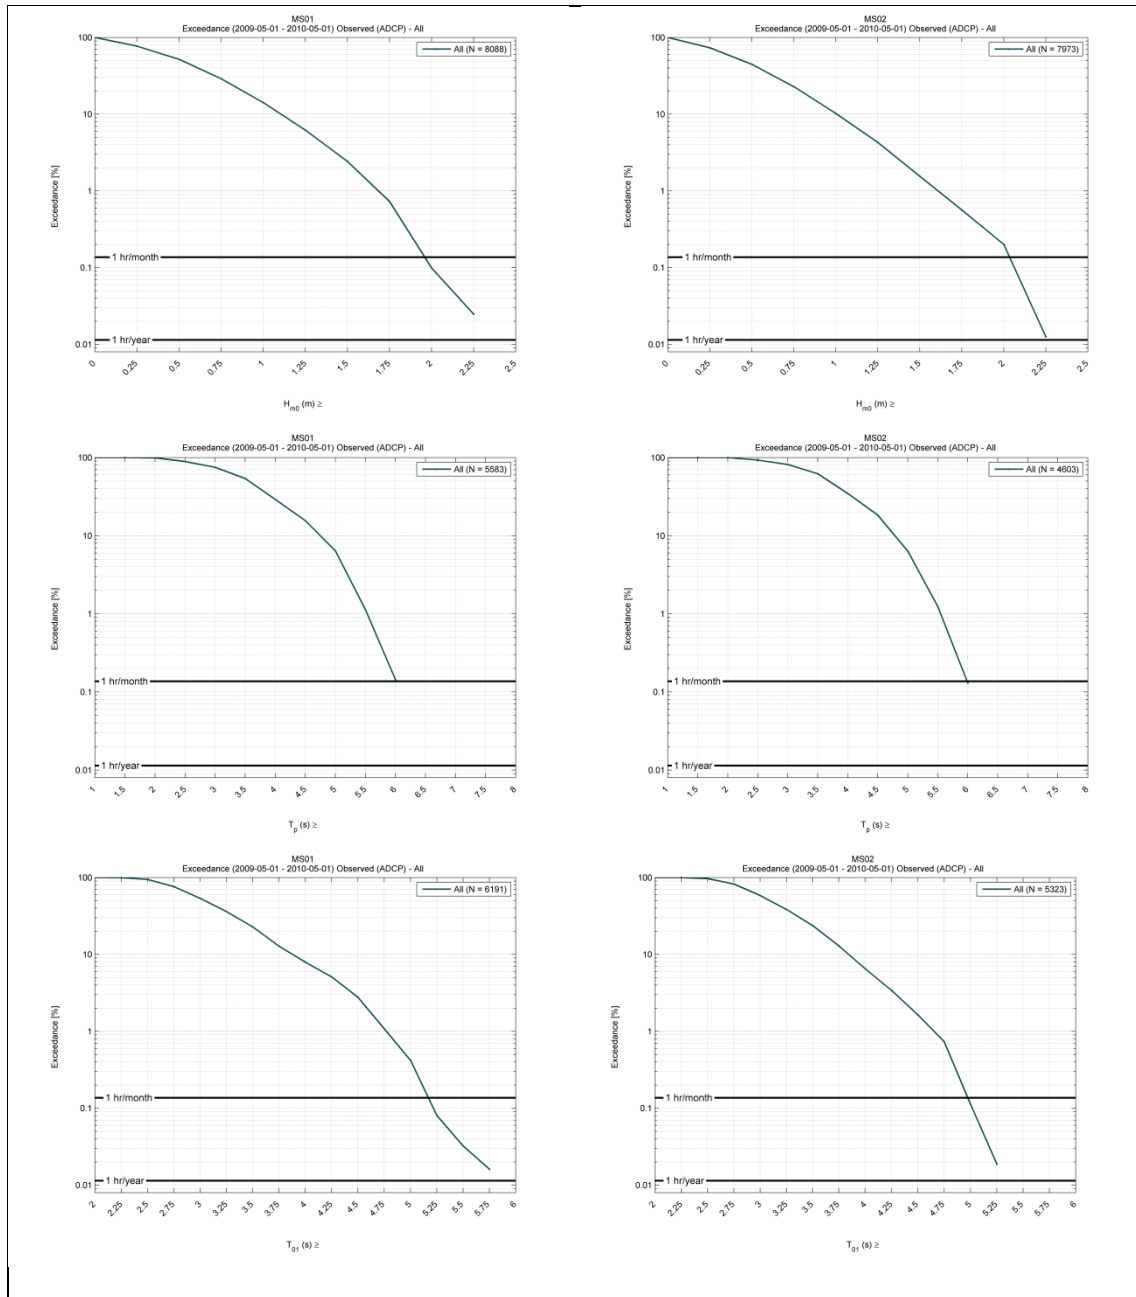 MS01
Exceedance (2009-05-01 - 2010-05-01) Observed (ADCP) - All
All (N = 8088)
Exceedance [%]
100
10
1
0.1
0.01
1 hr/month
1 hr/year
0 0.25 0.5 0.75 1 1.25 1.5 1.75 2 2.25 2.5
Hm0 (m) ≥
MS02
Exceedance (2009-05-01 - 2010-05-01) Observed (ADCP) - All
All (N = 7973)
Exceedance [%]
100
10
1
0.1
0.01
1 hr/month
1 hr/year
0 0.25 0.5 0.75 1 1.25 1.5 1.75 2 2.25 2.5
Hm0 (m) ≥
MS01
Exceedance (2009-05-01 - 2010-05-01) Observed (ADCP) - All
All (N = 5583)
Exceedance [%]
100
10
1
0.1
0.01
1 hr/month
1 hr/year
1 1.5 2 2.5 3 3.5 4 4.5 5 5.5 6 6.5 7 7.5 8
Tp (s) ≥
MS02
Exceedance (2009-05-01 - 2010-05-01) Observed (ADCP) - All
All (N = 4603)
Exceedance [%]
100
10
1
0.1
0.01
1 hr/month
1 hr/year
1 1.5 2 2.5 3 3.5 4 4.5 5 5.5 6 6.5 7 7.5 8
Tp (s) ≥
MS01
Exceedance (2009-05-01 - 2010-05-01) Observed (ADCP) - All
All (N = 6191)
Exceedance [%]
100
10
1
0.1
0.01
1 hr/month
1 hr/year
2 2.25 2.5 2.75 3 3.25 3.5 3.75 4 4.25 4.5 4.75 5 5.25 5.5 5.75 6
T01 (s) ≥
MS02
Exceedance (2009-05-01 - 2010-05-01) Observed (ADCP) - All
All (N = 5323)
Exceedance [%]
100
10
1
0.1
0.01
1 hr/month
1 hr/year
2 2.25 2.5 2.75 3 3.25 3.5 3.75 4 4.25 4.5 4.75 5 5.25 5.5 5.75 6
T01 (s) ≥